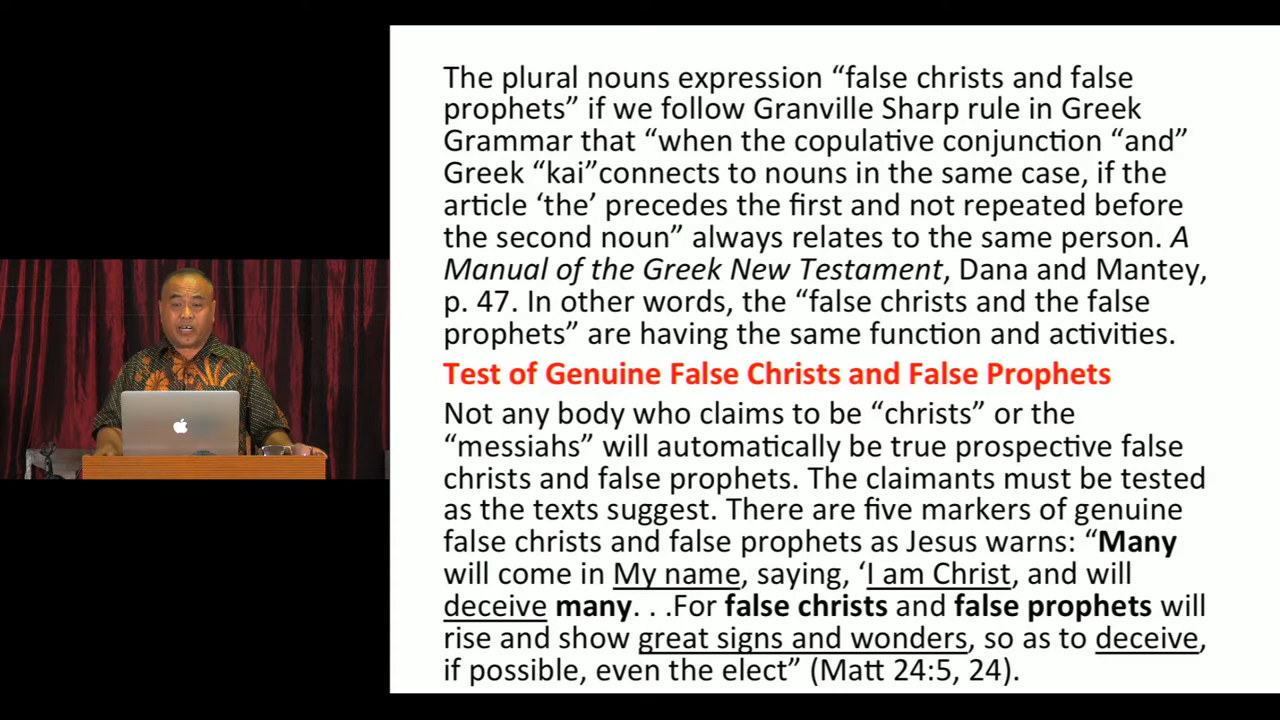 The plural nouns expression “false christs and false
prophets” if we follow Granville Sharp rule in Greek
Grammar that “when the copulative conjunction “and”
Greek “kai”connects to nouns in the same case, if the
article ‘the’ precedes the first and not repeated before
the second noun” always relates to the same person. A
Manual of the Greek New Testament, Dana and Mantey,
p. 47. In other words, the “false christs and the false
prophets” are having the same function and activities.
Test of Genuine False Christs and False Prophets
Not any body who claims to be “christs” or the
“messiahs” will automatically be true prospective false
christs and false prophets. The claimants must be tested
as the texts suggest. There are five markers of genuine
false christs and false prophets as Jesus warns: “Many
will come in My name, saying, ‘I am Christ, and will
deceive many. . .For false christs and false prophets will
rise and show great signs and wonders, so as to deceive,
if possible, even the elect” (Matt 24:5, 24).